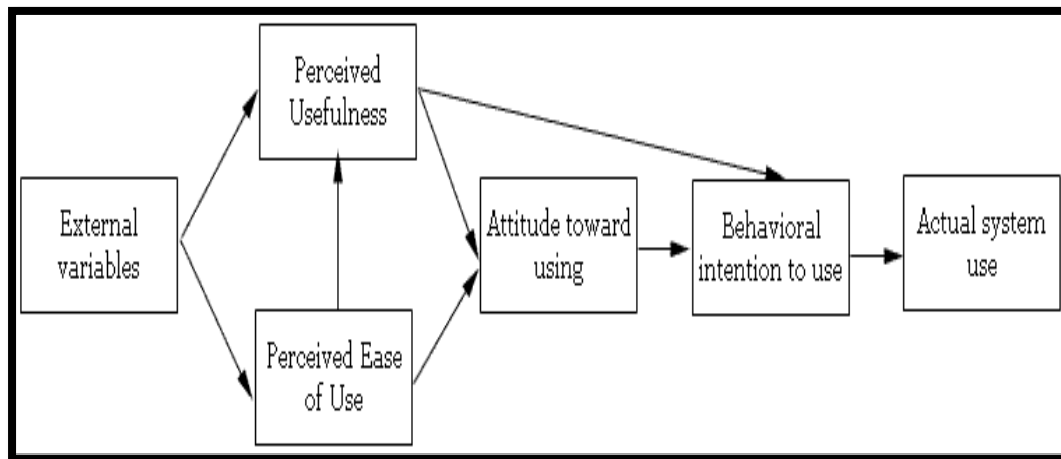 Perceived
Usefulness
External
variables
Attitude toward
using
Behavioral
intention to use
Actual system
use
Perceived Ease
of Use